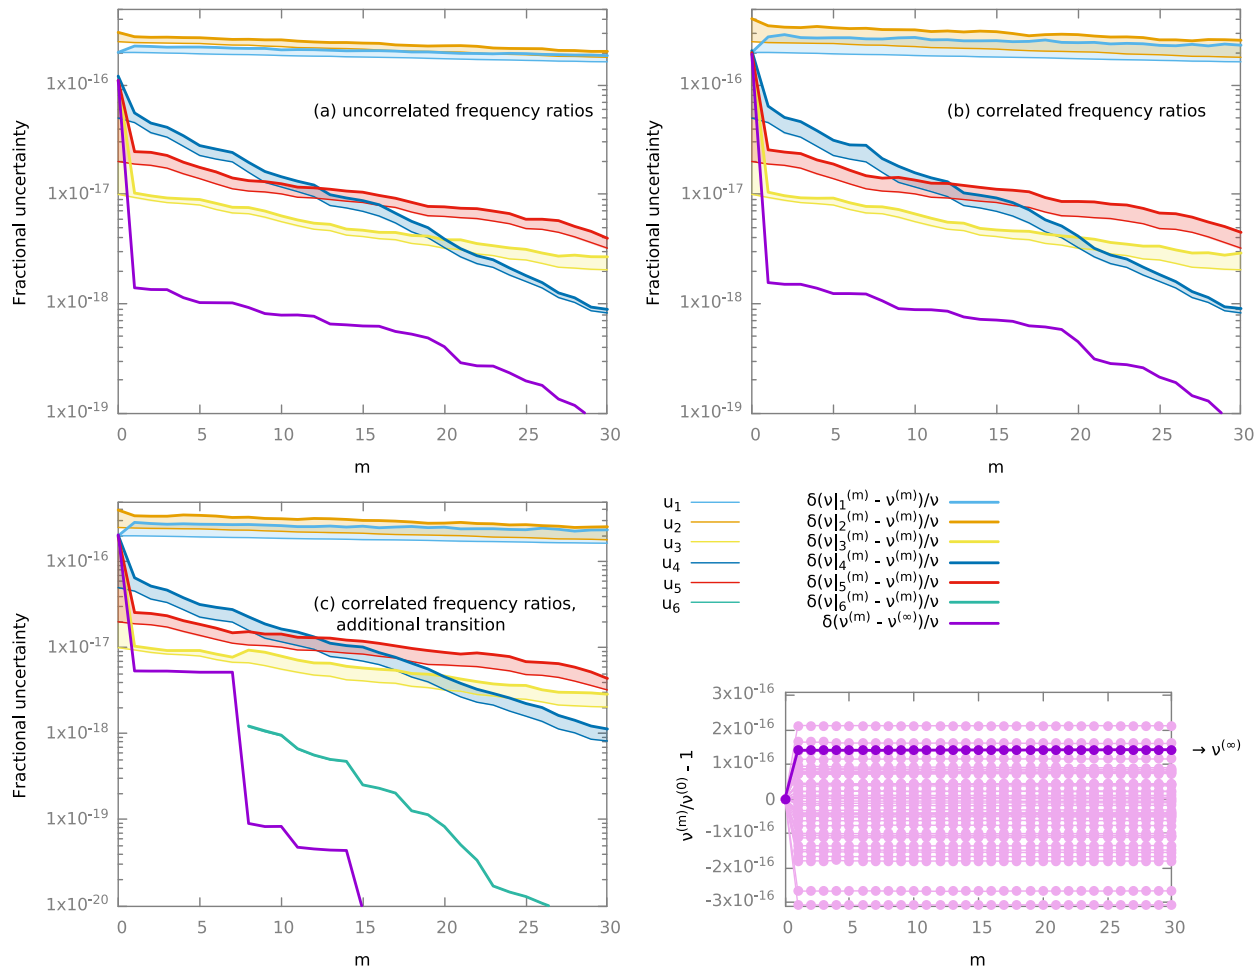 1x10⁻¹⁶
1x10⁻¹⁷
1x10⁻¹⁸
1x10⁻¹⁹
Fractional uncertainty
(a) uncorrelated frequency ratios
0 5 10 15 20 25 30
m
1x10⁻¹⁶
1x10⁻¹⁷
1x10⁻¹⁸
1x10⁻¹⁹
Fractional uncertainty
(b) correlated frequency ratios
0 5 10 15 20 25 30
m
1x10⁻¹⁶
1x10⁻¹⁷
1x10⁻¹⁸
1x10⁻¹⁹
1x10⁻²⁰
Fractional uncertainty
(c) correlated frequency ratios,
additional transition
0 5 10 15 20 25 30
m
u₁ δ(ν|₁⁽ᵐ⁾ - ν⁽ᵐ⁾)/ν
u₂ δ(ν|₂⁽ᵐ⁾ - ν⁽ᵐ⁾)/ν
u₃ δ(ν|₃⁽ᵐ⁾ - ν⁽ᵐ⁾)/ν
u₄ δ(ν|₄⁽ᵐ⁾ - ν⁽ᵐ⁾)/ν
u₅ δ(ν|₅⁽ᵐ⁾ - ν⁽ᵐ⁾)/ν
u₆ δ(ν|₆⁽ᵐ⁾ - ν⁽ᵐ⁾)/ν
δ(ν⁽ᵐ⁾ - ν⁽∞⁾)/ν
3x10⁻¹⁶
2x10⁻¹⁶
1x10⁻¹⁶
0
-1x10⁻¹⁶
-2x10⁻¹⁶
-3x10⁻¹⁶
ν⁽ᵐ⁾/ν⁽⁰⁾ - 1
→ ν⁽∞⁾
0 5 10 15 20 25 30
m